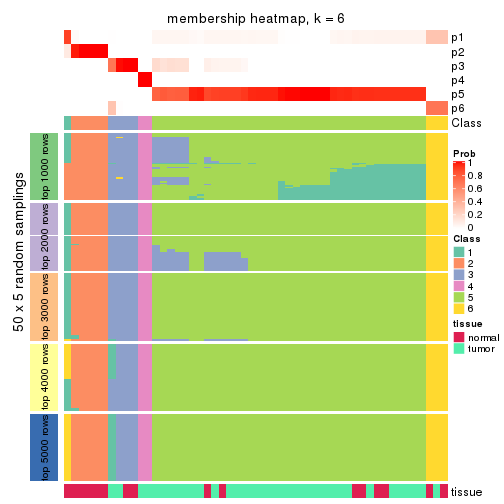 membership heatmap, k = 6
p1
p2
p3
p4
p5
p6
Class
50 x 5 random samplings
top 1000 rows
top 2000 rows
top 3000 rows
top 4000 rows
top 5000 rows
tissue
Prob
1
0.8
0.6
0.4
0.2
0
Class
1
2
3
4
5
6
tissue
normal
tumor